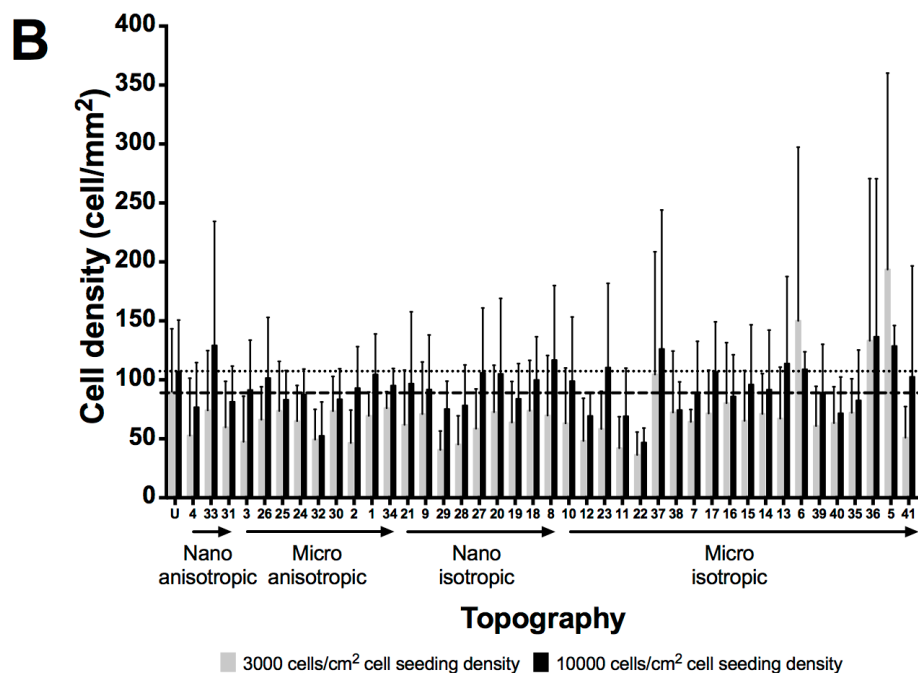 B
Cell density (cell/mm²)
400
350
300
250
200
150
100
50
0
U 4 33 31 3 26 25 24 32 30 2 1 34 21 9 29 28 27 20 19 18 8 10 12 23 11 22 37 38 7 17 16 15 14 13 6 39 40 35 36 5 41
Nano anisotropic
Micro anisotropic
Nano isotropic
Micro isotropic
Topography
3000 cells/cm² cell seeding density
10000 cells/cm² cell seeding density